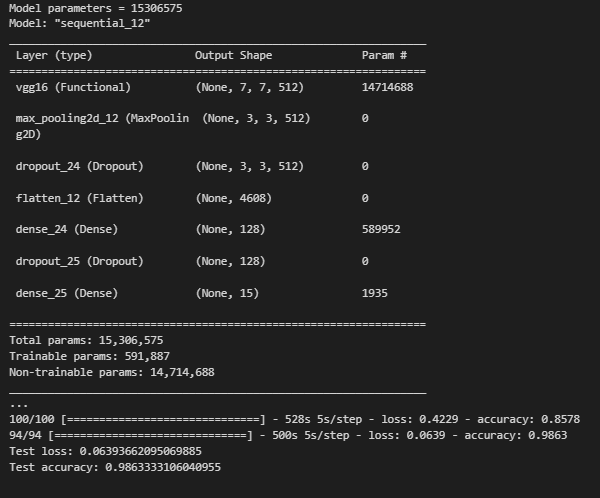 Model parameters = 15306575
Model: "sequential_12"
_________________________________________________________________
Layer (type) Output Shape Param #
=================================================================
vgg16 (Functional) (None, 7, 7, 512) 14714688
max_pooling2d_12 (MaxPoolin (None, 3, 3, 512) 0
g2D)
dropout_24 (Dropout) (None, 3, 3, 512) 0
flatten_12 (Flatten) (None, 4608) 0
dense_24 (Dense) (None, 128) 589952
dropout_25 (Dropout) (None, 128) 0
dense_25 (Dense) (None, 15) 1935
=================================================================
Total params: 15,306,575
Trainable params: 591,887
Non-trainable params: 14,714,688
_________________________________________________________________
...
100/100 [==============================] - 528s 5s/step - loss: 0.4229 - accuracy: 0.8578
94/94 [==============================] - 500s 5s/step - loss: 0.0639 - accuracy: 0.9863
Test loss: 0.06393662095069885
Test accuracy: 0.9863333106040955